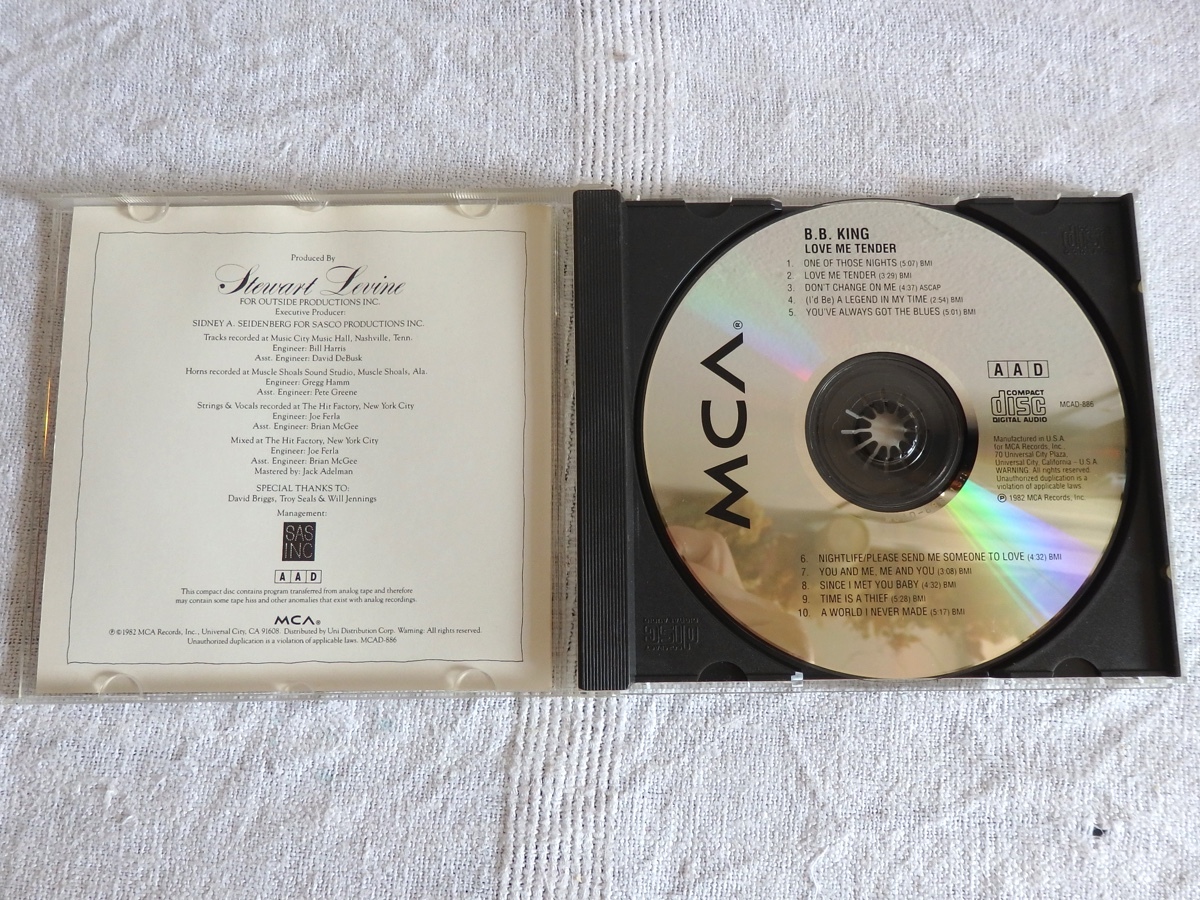 Produced By
Stewart Levine
FOR OUTSIDE PRODUCTIONS INC.
Executive Producer:
SIDNEY A. SEIDENBERG FOR SASCO PRODUCTIONS INC.
Tracks recorded at Music City Music Hall, Nashville, Tenn.
Engineer: Bill Harris
Asst. Engineer: David DeBusk
Horns recorded at Muscle Shoals Sound Studio, Muscle Shoals, Ala.
Engineer: Gregg Hamm
Asst. Engineer: Pete Greene
Strings & Vocals recorded at The Hit Factory, New York City
Engineer: Joe Ferla
Asst. Engineer: Brian McGee
Mixed at The Hit Factory, New York City
Engineer: Joe Ferla
Asst. Engineer: Brian McGee
Mastered by: Jack Adelman
SPECIAL THANKS TO:
David Briggs, Troy Seals & Will Jennings
Management:
SAS
INC
AAD
This compact disc contains program transferred from analog tape and therefore
may contain some tape hiss and other anomalies that exist with analog recordings.
MCA®
℗©1982 MCA Records, Inc., Universal City, CA 91608. Distributed by Uni Distribution Corp. Warning: All rights reserved.
Unauthorized duplication is a violation of applicable laws. MCAD-886
B.B. KING
LOVE ME TENDER
1. ONE OF THOSE NIGHTS (5:07) BMI
2. LOVE ME TENDER (3:29) BMI
3. DON'T CHANGE ON ME (4:37) ASCAP
4. (I'd Be) A LEGEND IN MY TIME (2:54) BMI
5. YOU'VE ALWAYS GOT THE BLUES (5:01) BMI
MCA®
AAD
COMPACT
disc
DIGITAL AUDIO
MCAD-886
Manufactured in U.S.A.
for MCA Records, Inc.
70 Universal City Plaza,
Universal City, California - U.S.A.
WARNING: All rights reserved.
Unauthorized duplication is a
violation of applicable laws.
℗ 1982 MCA Records, Inc.
6. NIGHTLIFE/PLEASE SEND ME SOMEONE TO LOVE (4:32) BMI
7. YOU AND ME, ME AND YOU (3:08) BMI
8. SINCE I MET YOU BABY (4:32) BMI
9. TIME IS A THIEF (5:28) BMI
10. A WORLD I NEVER MADE (5:17) BMI